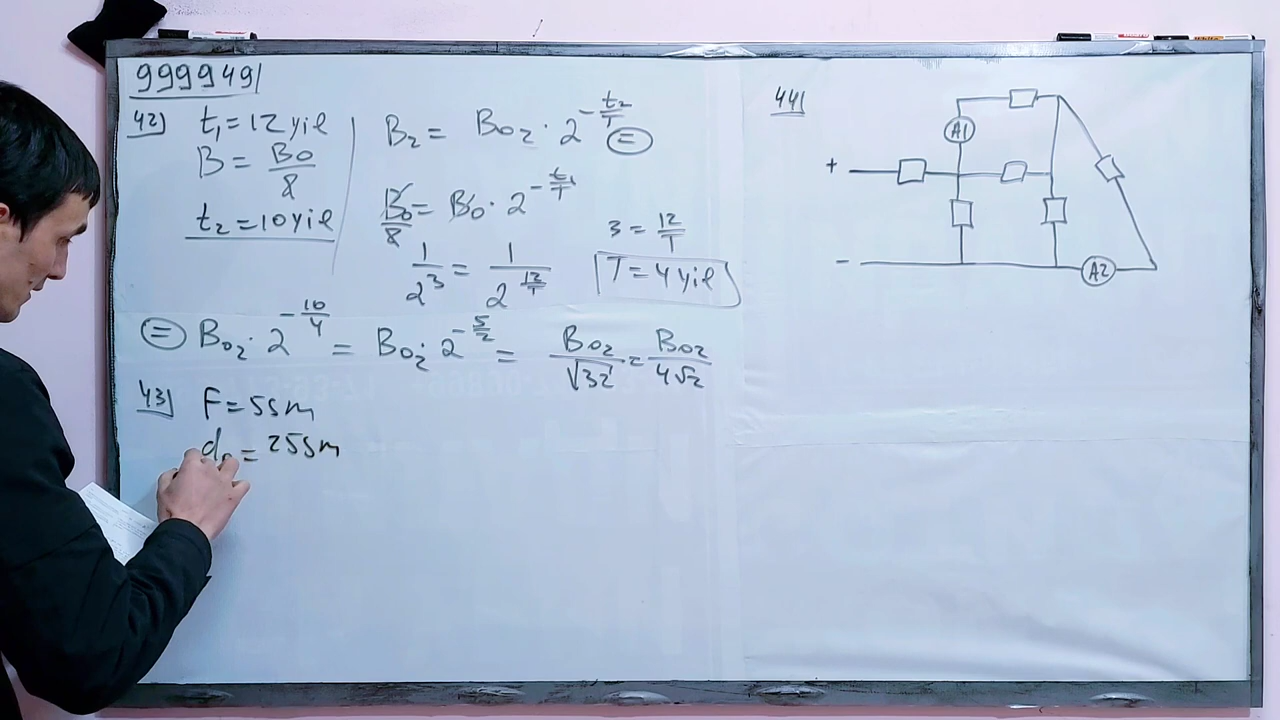 9999491
42) t₁ = 12 yil
B = B₀/8
t₂ = 10 yil
B₂ = B₀₂ · 2^(-t₂/T) (=)
B₀/8 = B₀ · 2^(-t₁/T)
1/2³ = 1/2^(12/T)
3 = 12/T
T = 4 yil
(=) B₀₂ · 2^(-10/4) = B₀₂ · 2^(-5/2) = B₀₂/√32 = B₀₂/4√2
43) F = 5sm
d₀ = 25sm
44)
A1
+
-
A2